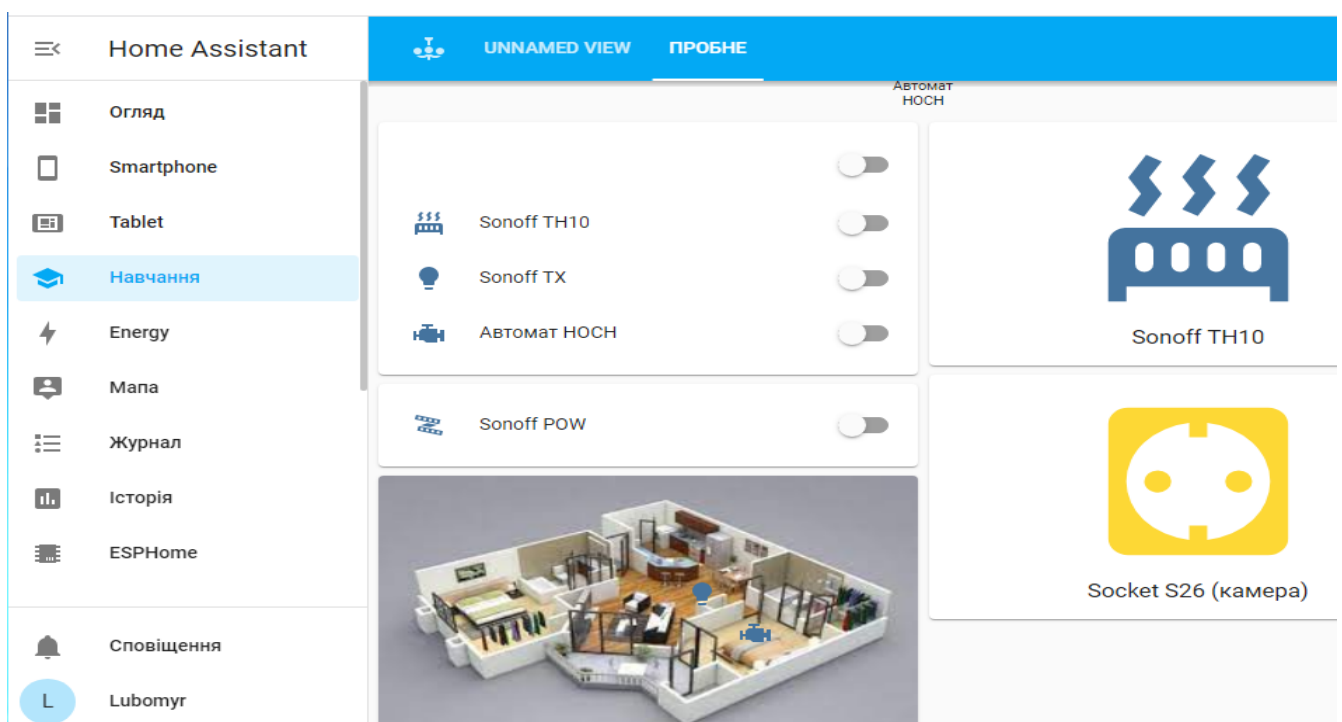 Home Assistant
UNNAMED VIEW ПРОБНЕ
Огляд
Smartphone
Tablet
Навчання
Energy
Мапа
Журнал
Історія
ESPHome
Сповіщення
L
Lubomyr
Автомат
НОСН
Sonoff TH10
Sonoff TX
Автомат НОСН
Sonoff POW
Sonoff TH10
Socket S26 (камера)